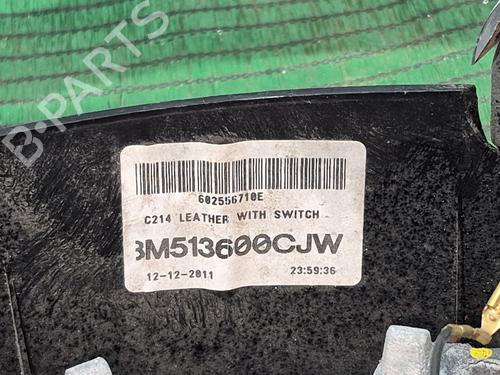 B-PARTS
602556710E
C214 LEATHER WITH SWITCH
3M513600CJW
12-12-2011 23:59:36